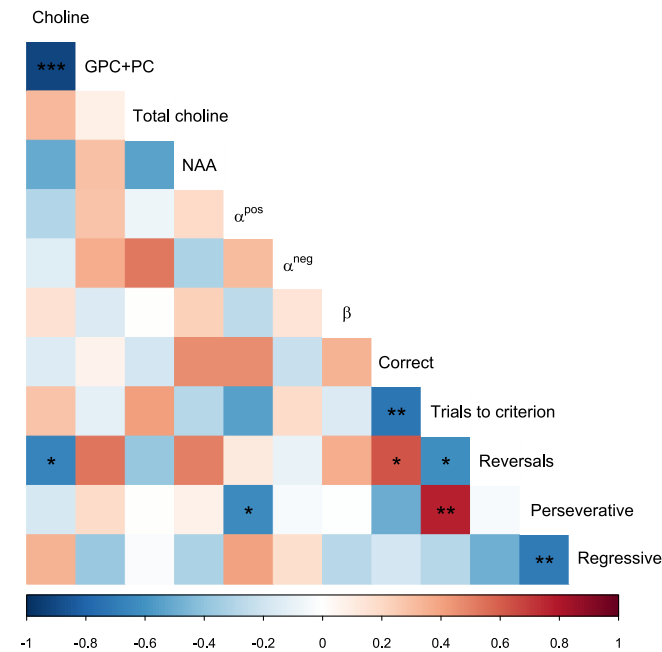 Choline
*** GPC+PC
Total choline
NAA
α^pos
α^neg
β
Correct
** Trials to criterion
* * * Reversals
* ** Perseverative
** Regressive
-1 -0.8 -0.6 -0.4 -0.2 0 0.2 0.4 0.6 0.8 1